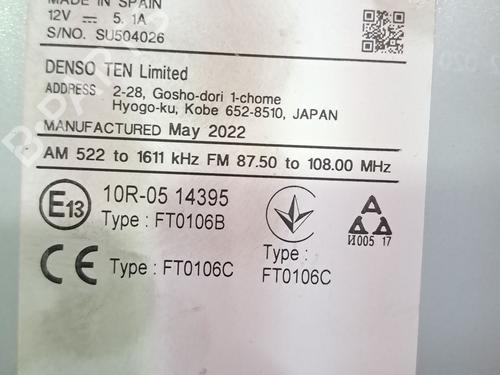 MADE IN SPAIN
12V ⎓ 5.1A
S/NO. SU504026
DENSO TEN Limited
ADDRESS 2-28, Gosho-dori 1-chome
Hyogo-ku, Kobe 652-8510, JAPAN
MANUFACTURED May 2022
AM 522 to 1611 kHz FM 87.50 to 108.00 MHz
E13 10R-05 14395
Type : FT0106B
И005 17
CE Type : FT0106C
Type :
FT0106C